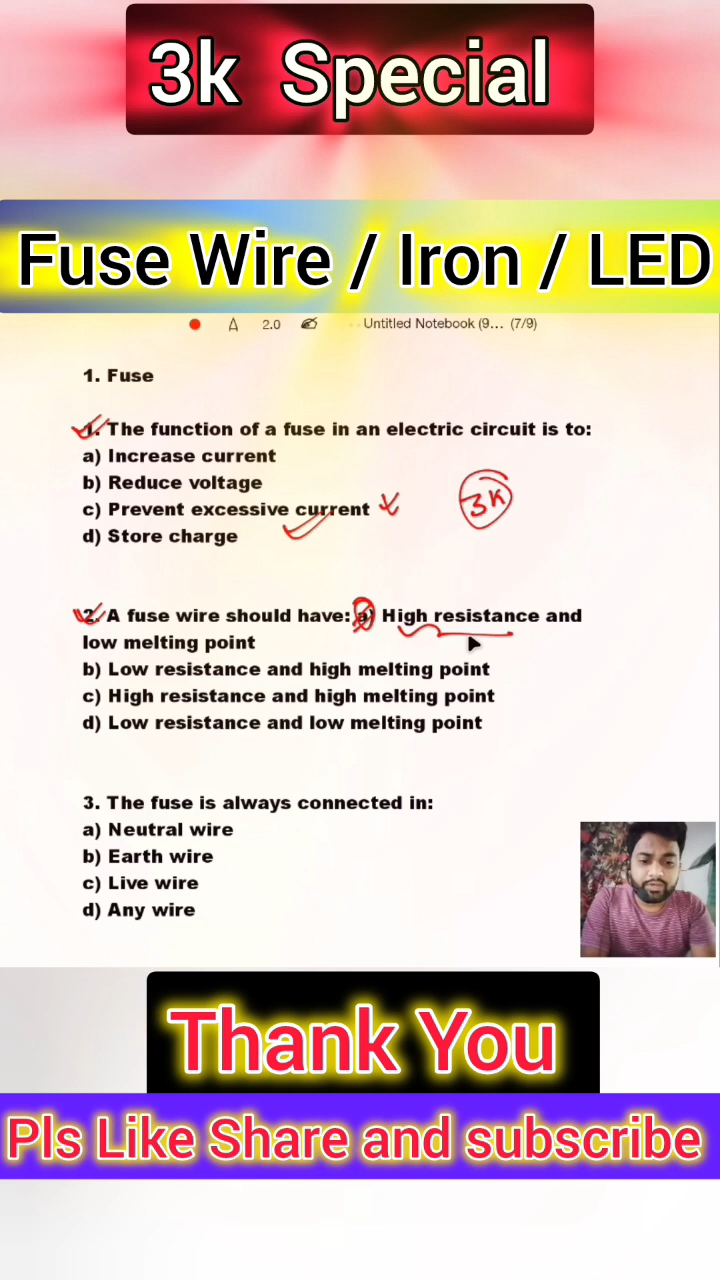 3k Special
Fuse Wire / Iron / LED
2.0 Untitled Notebook (9... (7/9)
1. Fuse
1. The function of a fuse in an electric circuit is to:
a) Increase current
b) Reduce voltage
c) Prevent excessive current
3K
d) Store charge
2. A fuse wire should have: a) High resistance and
low melting point
b) Low resistance and high melting point
c) High resistance and high melting point
d) Low resistance and low melting point
3. The fuse is always connected in:
a) Neutral wire
b) Earth wire
c) Live wire
d) Any wire
Thank You
Pls Like Share and subscribe